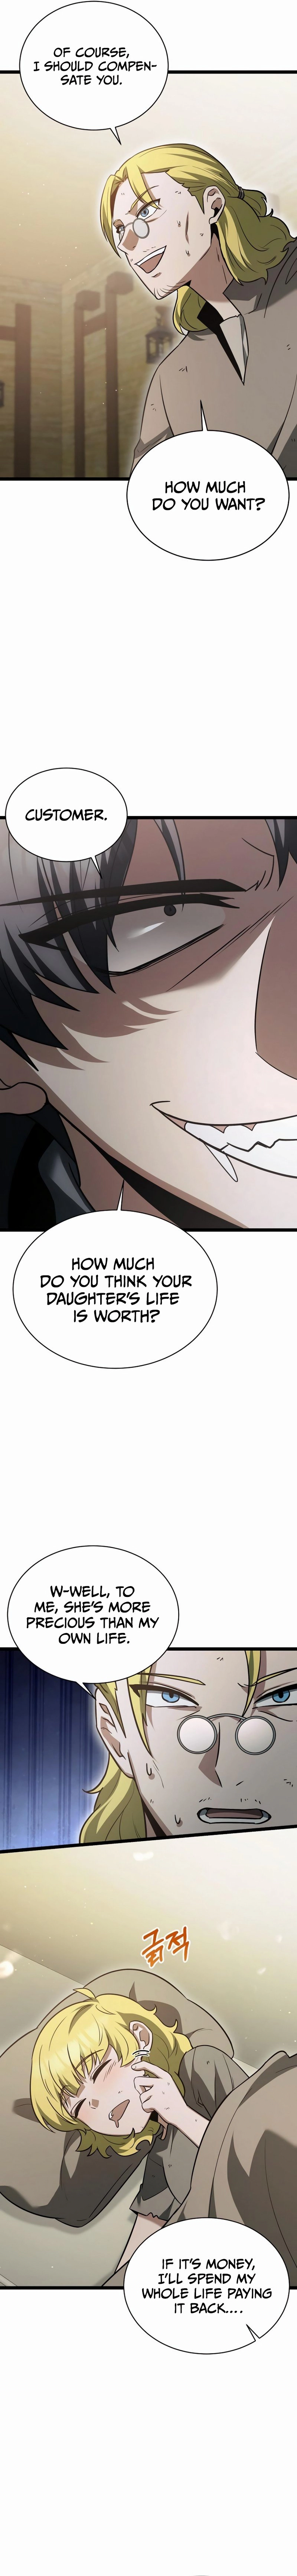 OF COURSE,
I SHOULD COMPEN-
SATE YOU.
HOW MUCH
DO YOU WANT?
CUSTOMER.
HOW MUCH
DO YOU THINK YOUR
DAUGHTER'S LIFE
IS WORTH?
W-WELL, TO
ME, SHE'S MORE
PRECIOUS THAN MY
OWN LIFE.
긁적
IF IT'S MONEY,
I'LL SPEND MY
WHOLE LIFE PAYING
IT BACK....